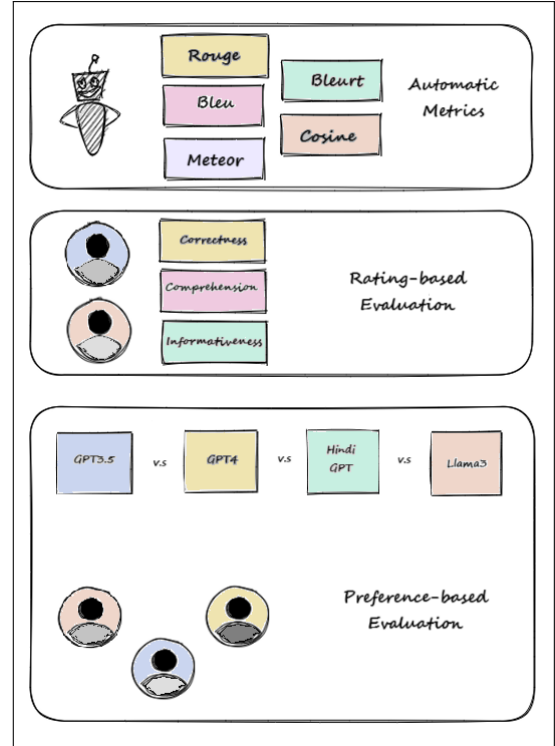 Rouge
Bleu
Meteor
Bleurt
Cosine
Automatic
Metrics
Correctness
Comprehension
Informativeness
Rating-based
Evaluation
GPT3.5
v.s
GPT4
v.s
Hindi
GPT
v.s
Llama3
Preference-based
Evaluation